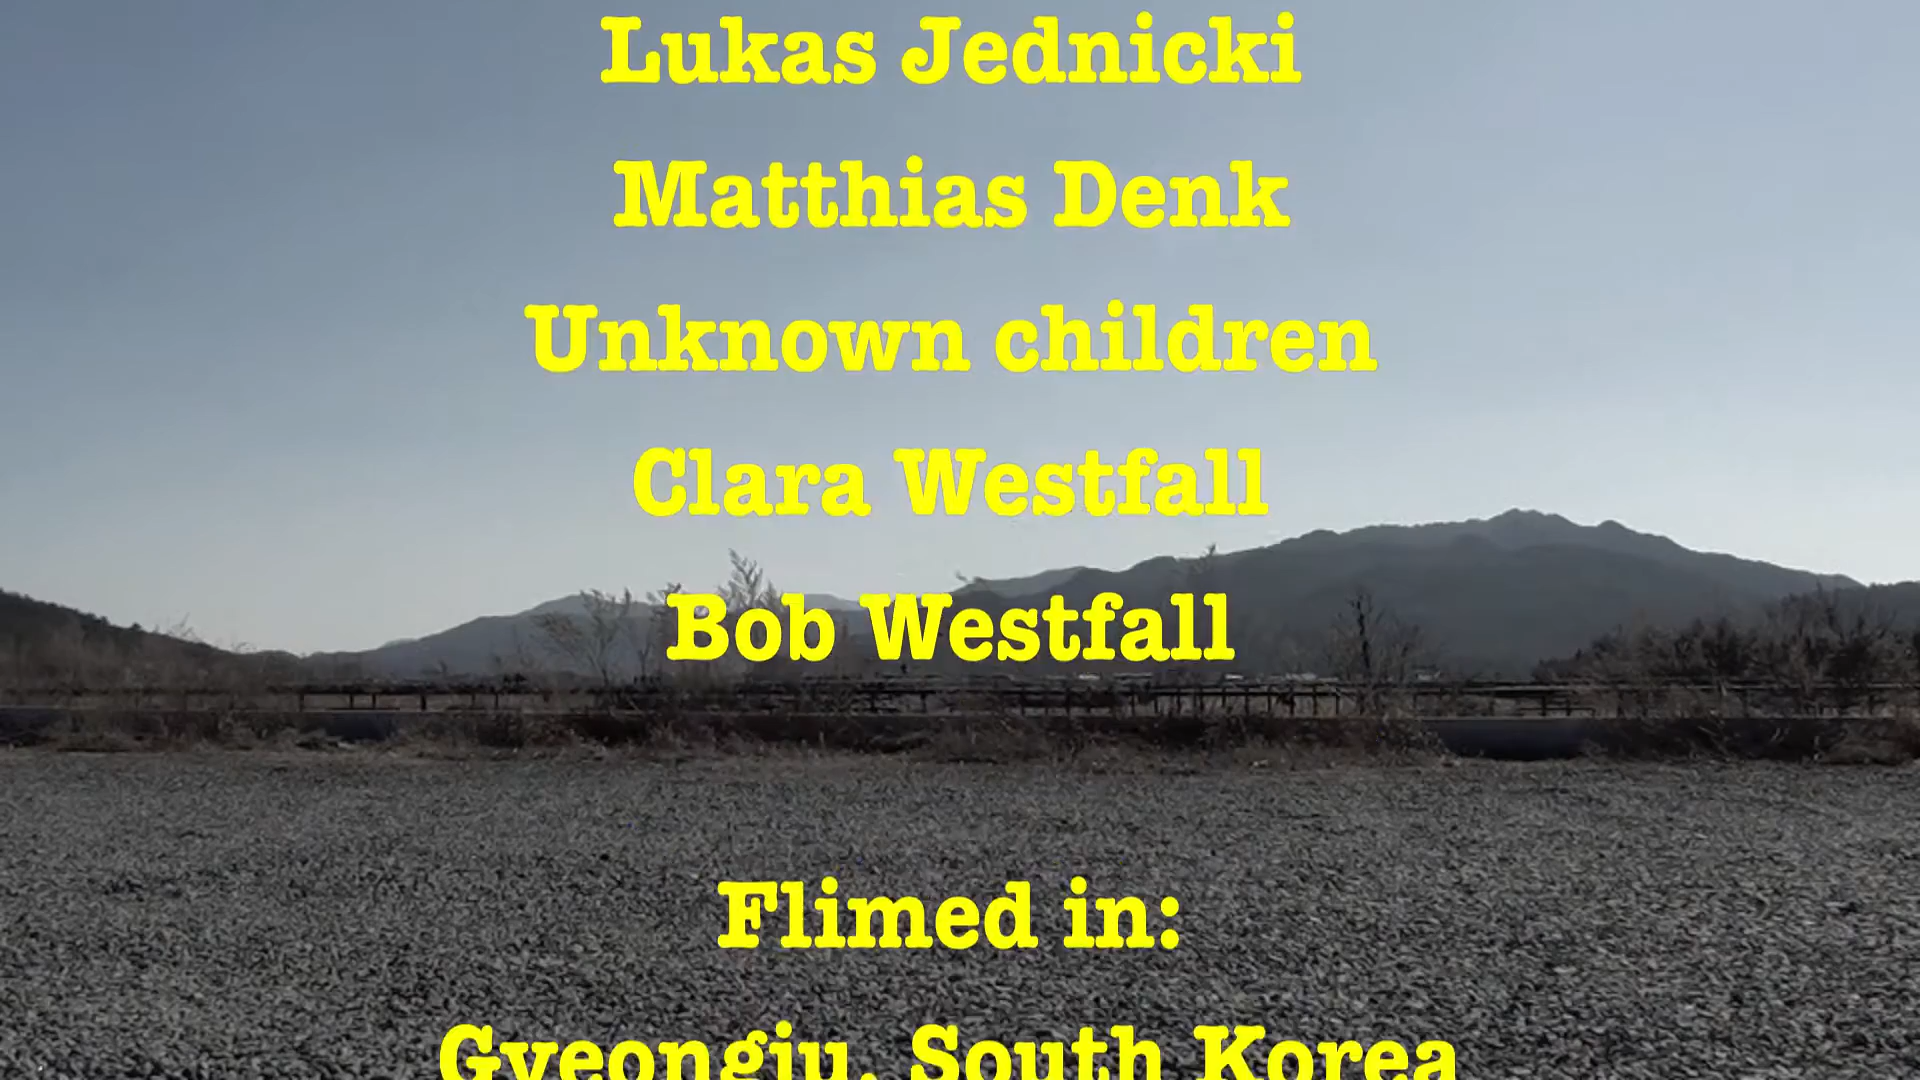 Lukas Jednicki
Matthias Denk
Unknown children
Clara Westfall
Bob Westfall
Flimed in:
Gyeongju, South Korea